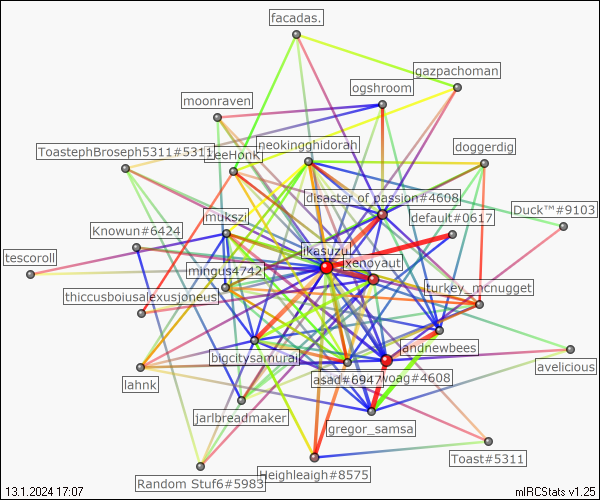 facadas.
gazpachoman
ogshroom
moonraven
neokingghidorah
ToastephBroseph5311#5311
LeeHonk
doggerdig
disaster of passion#4608
Duck™#9103
default#0617
mukszi
Knowun#6424
ikasuzu
tescoroll
xenoyaut
mingus4742
turkey_mcnugget
thiccusboiusalexusjoneus
landnewbees
bigcitysamurai
avelicious
lahnk
asad#6947
woag#4608
jarlbreadmaker
gregor_samsa
Toast#5311
Heighleaigh#8575
Random Stuf6#5983
13.1.2024 17:07
mIRCStats v1.25